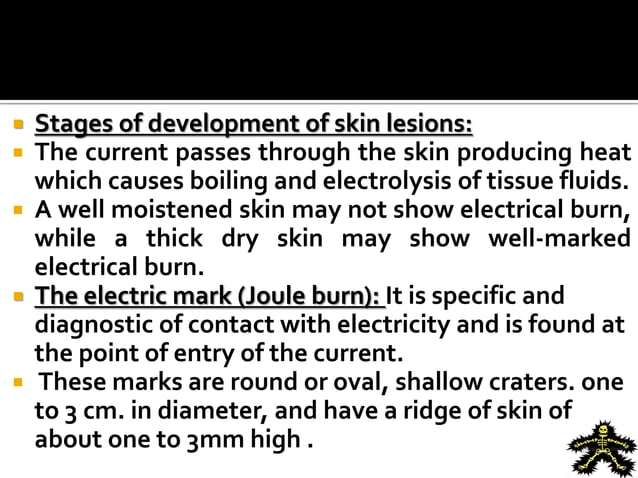 Stages of development of skin lesions:
The current passes through the skin producing heat
which causes boiling and electrolysis of tissue fluids.
A well moistened skin may not show electrical burn,
while a thick dry skin may show well-marked
electrical burn.
The electric mark (Joule burn): It is specific and
diagnostic of contact with electricity and is found at
the point of entry of the current.
These marks are round or oval, shallow craters. one
to 3 cm. in diameter, and have a ridge of skin of
about one to 3mm high .